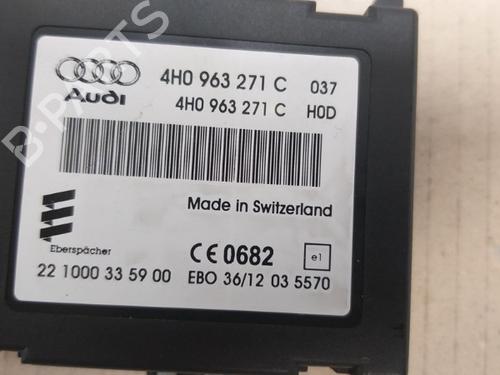 4H0 963 271 C 037
Audi 4H0 963 271 C H0D
Made in Switzerland
Eberspächer
CE 0682 e1
22 1000 33 59 00 EBO 36/12 03 5570
B-PARTS